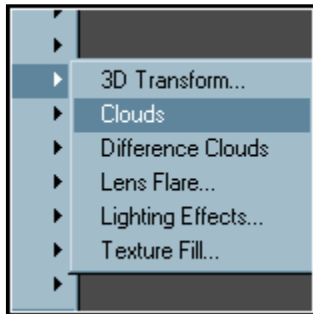 3D Transform...
Clouds
Difference Clouds
Lens Flare...
Lighting Effects...
Texture Fill...